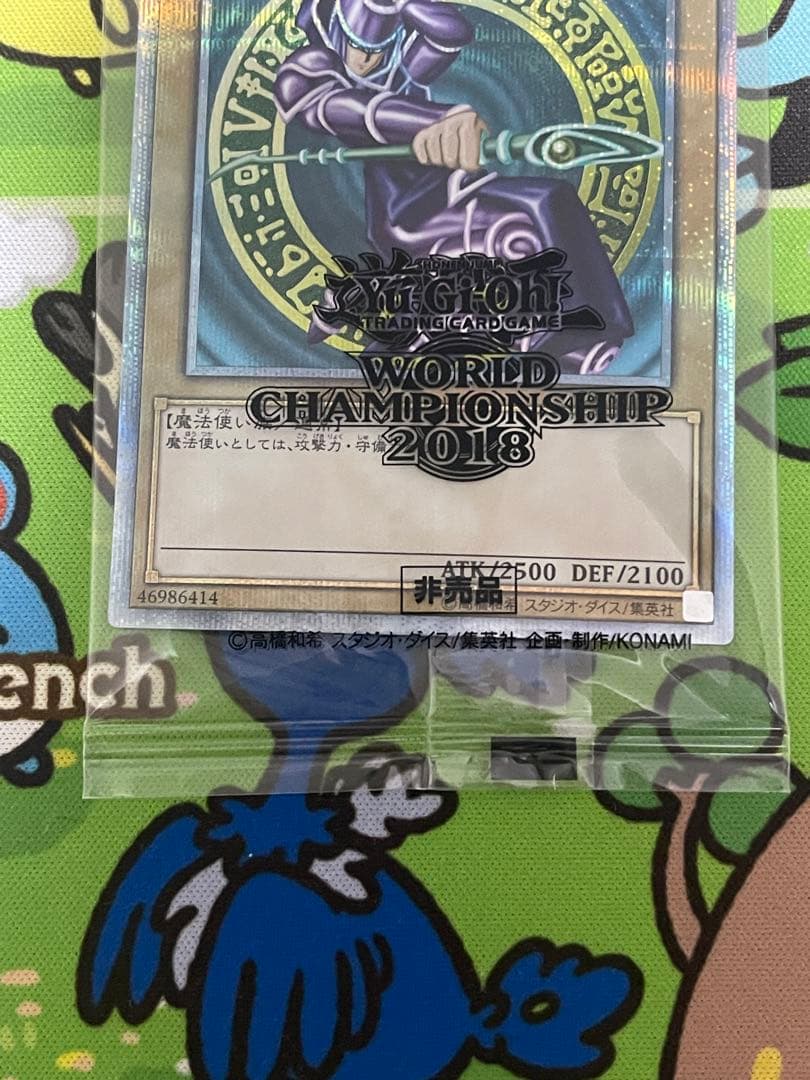 SHONEN JUMP
Yu-Gi-Oh!
TRADING CARD GAME
WORLD
CHAMPIONSHIP
2018
【魔法使い族
魔法使いとしては、攻撃力・守備
ATK/2500 DEF/2100
非売品
46986414
©高橋和希 スタジオ・ダイス/集英社
©高橋和希 スタジオ・ダイス/集英社 企画・制作/KONAMI
ench